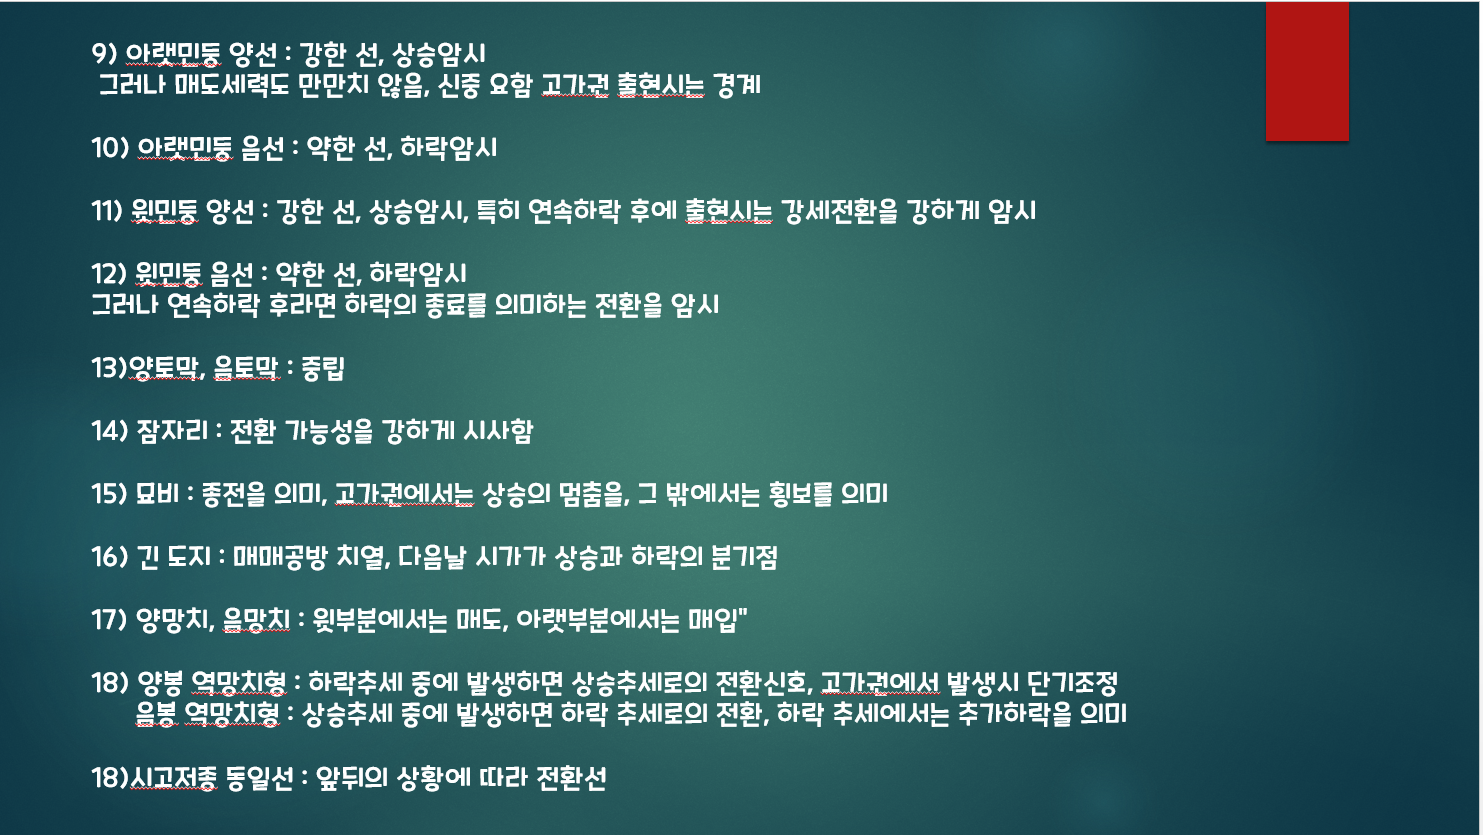 9) 아랫민둥 양선 : 강한 선, 상승암시
그러나 매도세력도 만만치 않음, 신중 요함 고가권 출현시는 경계
10) 아랫민둥 음선 : 약한 선, 하락암시
11) 윗민둥 양선 : 강한 선, 상승암시, 특히 연속하락 후에 출현시는 강세전환을 강하게 암시
12) 윗민둥 음선 : 약한 선, 하락암시
그러나 연속하락 후라면 하락의 종료를 의미하는 전환을 암시
13)양토막, 음토막 : 중립
14) 잠자리 : 전환 가능성을 강하게 시사함
15) 묘비 : 종전을 의미, 고가권에서는 상승의 멈춤을, 그 밖에서는 횡보를 의미
16) 긴 도지 : 매매공방 치열, 다음날 시가가 상승과 하락의 분기점
17) 양망치, 음망치 : 윗부분에서는 매도, 아랫부분에서는 매입"
18) 양봉 역망치형 : 하락추세 중에 발생하면 상승추세로의 전환신호, 고가권에서 발생시 단기조정
음봉 역망치형 : 상승추세 중에 발생하면 하락 추세로의 전환, 하락 추세에서는 추가하락을 의미
18)시고저종 동일선 : 앞뒤의 상황에 따라 전환선